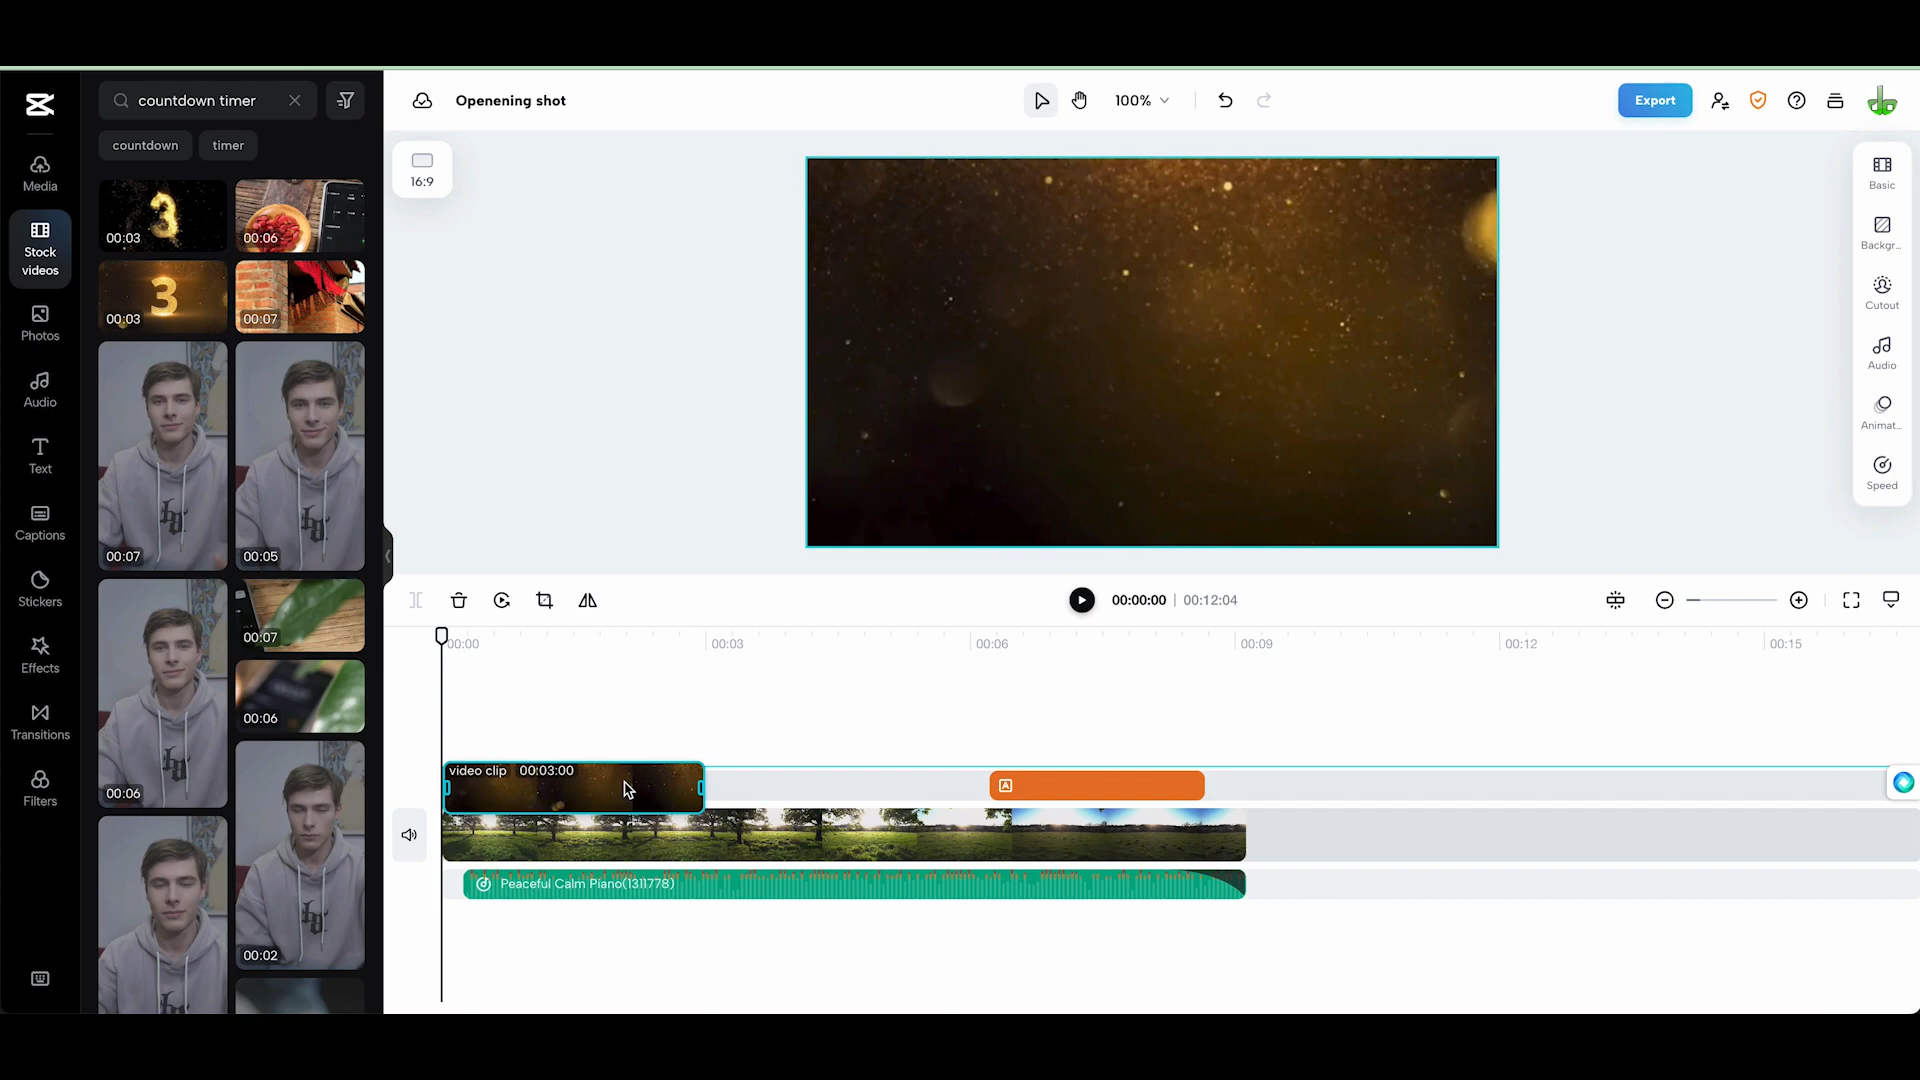 countdown timer
countdown
timer
Media
Stock
videos
Photos
Audio
Text
Captions
Stickers
Effects
Transitions
Filters
3
00:03
00:06
3
00:03
00:07
00:07
00:05
00:07
00:06
00:06
00:02
Openening shot
100%
Export
16:9
Basic
Backgr...
Cutout
Audio
Animat...
Speed
00:00:00 | 00:12:04
00:00
00:03
00:06
00:09
00:12
00:15
video clip 00:03:00
A
Peaceful Calm Piano(1311778)